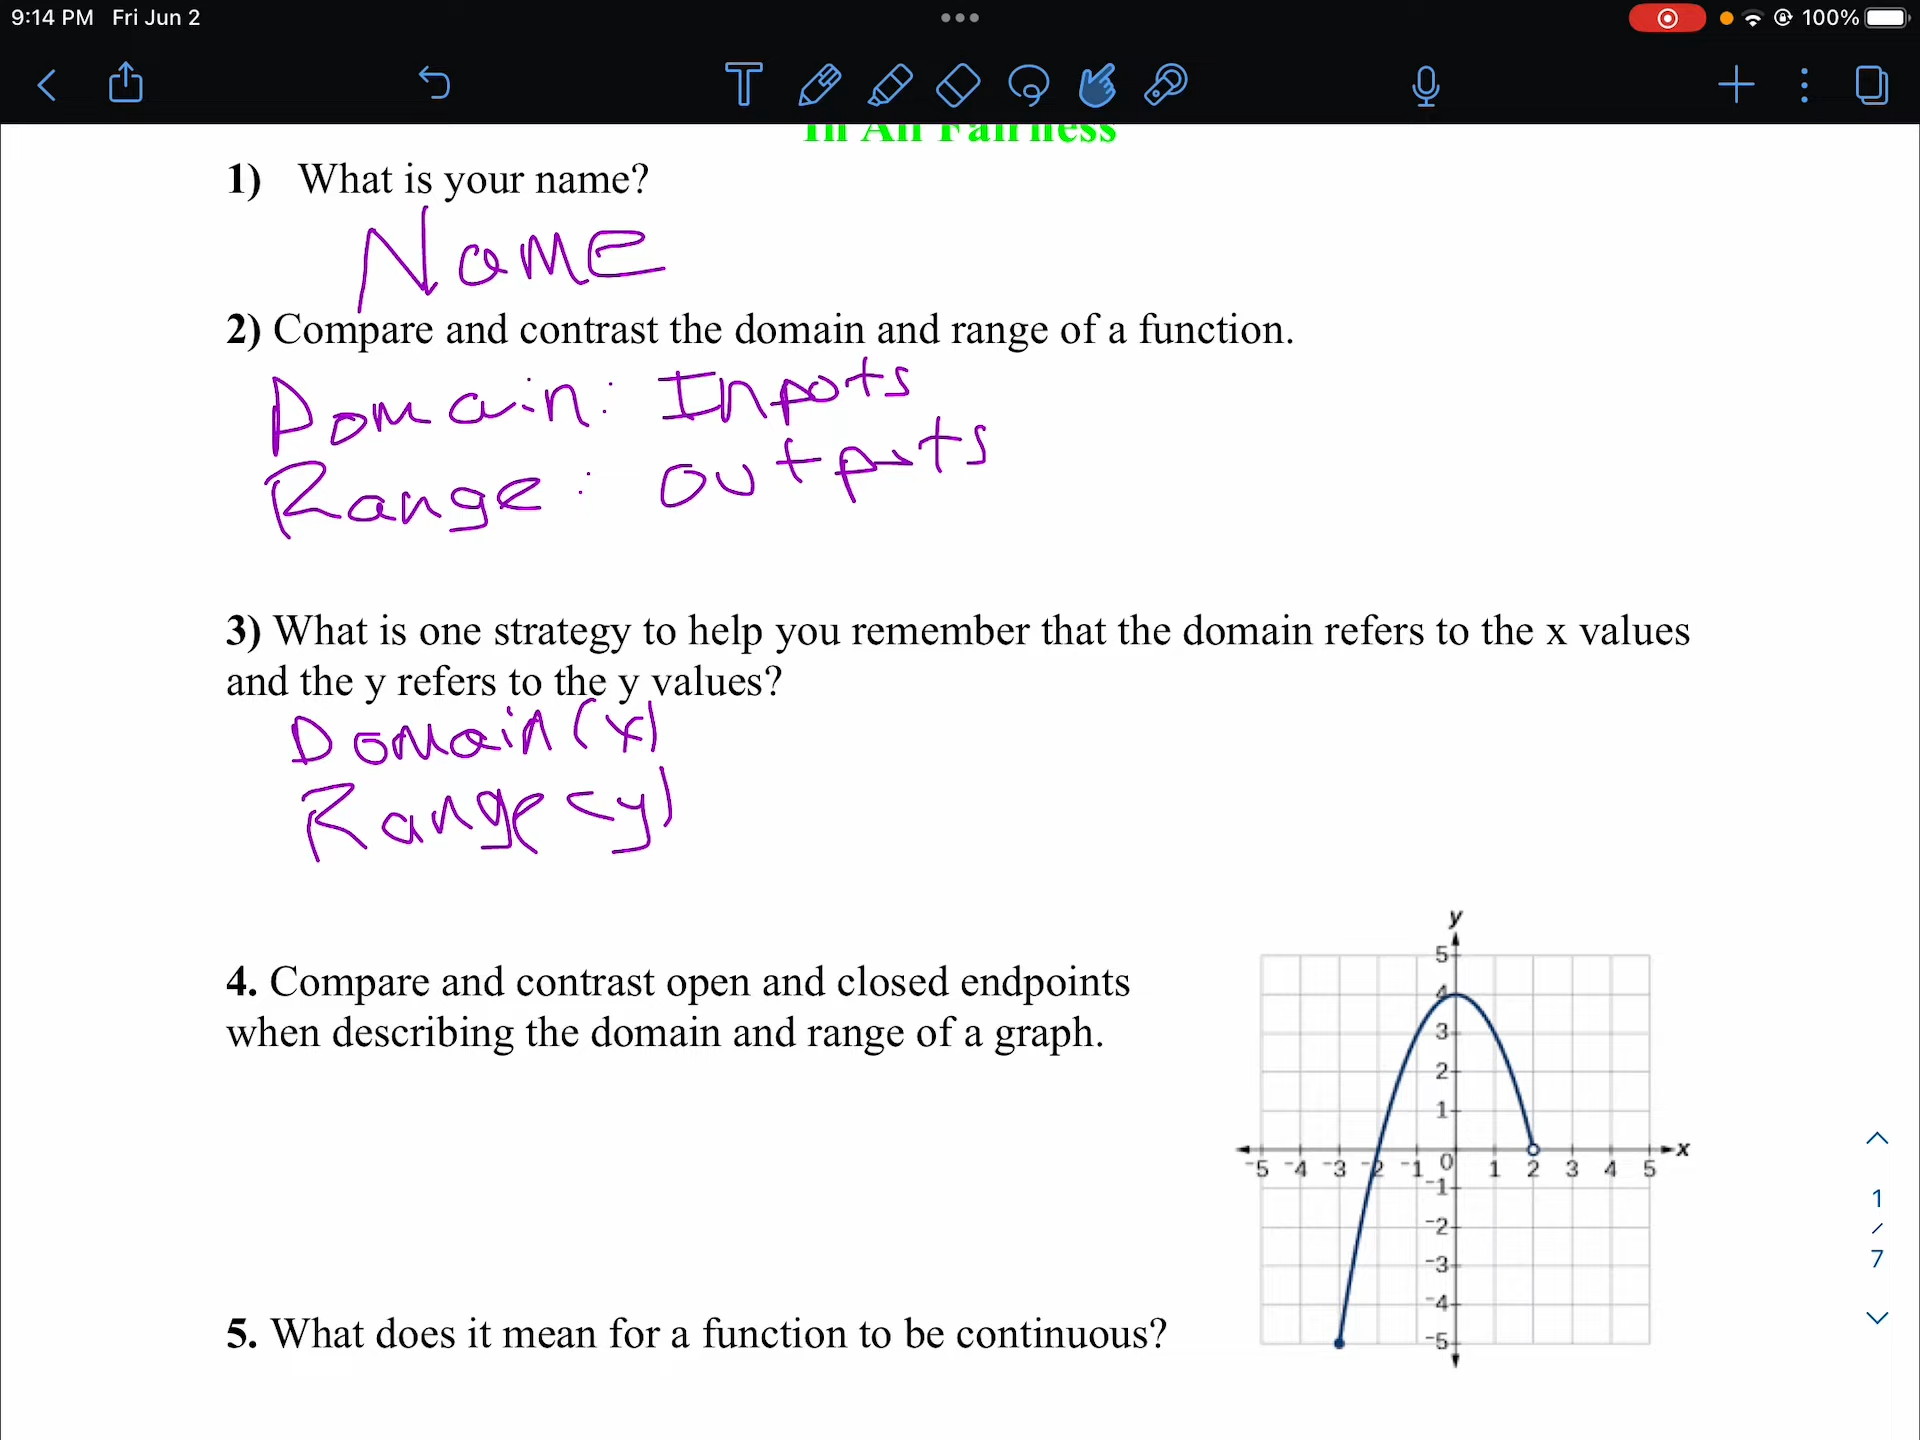 9:14 PM Fri Jun 2
100%
In All Fairness
1) What is your name?
Name
2) Compare and contrast the domain and range of a function.
Domain: Inputs
Range: outputs
3) What is one strategy to help you remember that the domain refers to the x values
and the y refers to the y values?
Domain (x)
Range (y)
4. Compare and contrast open and closed endpoints
when describing the domain and range of a graph.
y
5
4
3
2
1
-5 -4 -3 -2 -1 0 1 2 3 4 5 x
-1
-2
-3
-4
-5
1
/
7
5. What does it mean for a function to be continuous?